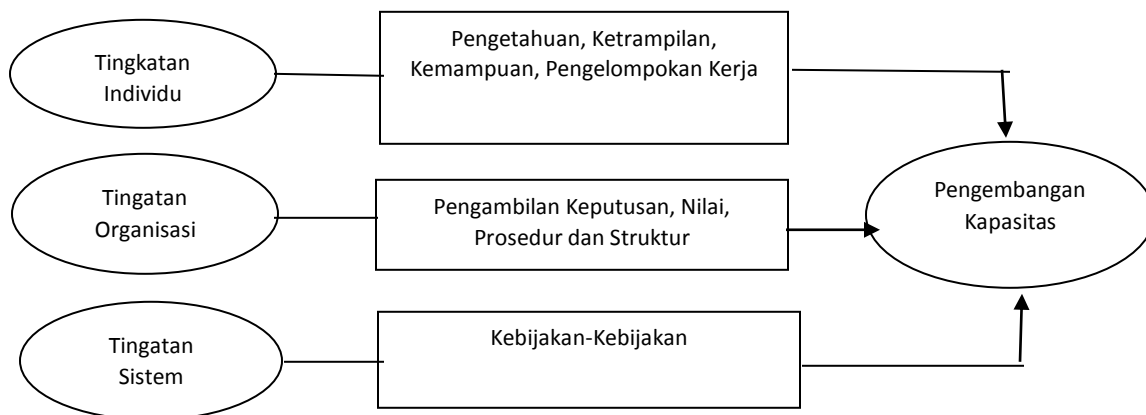 Tingkatan
Individu
Pengetahuan, Ketrampilan,
Kemampuan, Pengelompokan Kerja
Tingatan
Organisasi
Pengambilan Keputusan, Nilai,
Prosedur dan Struktur
Tingatan
Sistem
Kebijakan-Kebijakan
Pengembangan
Kapasitas